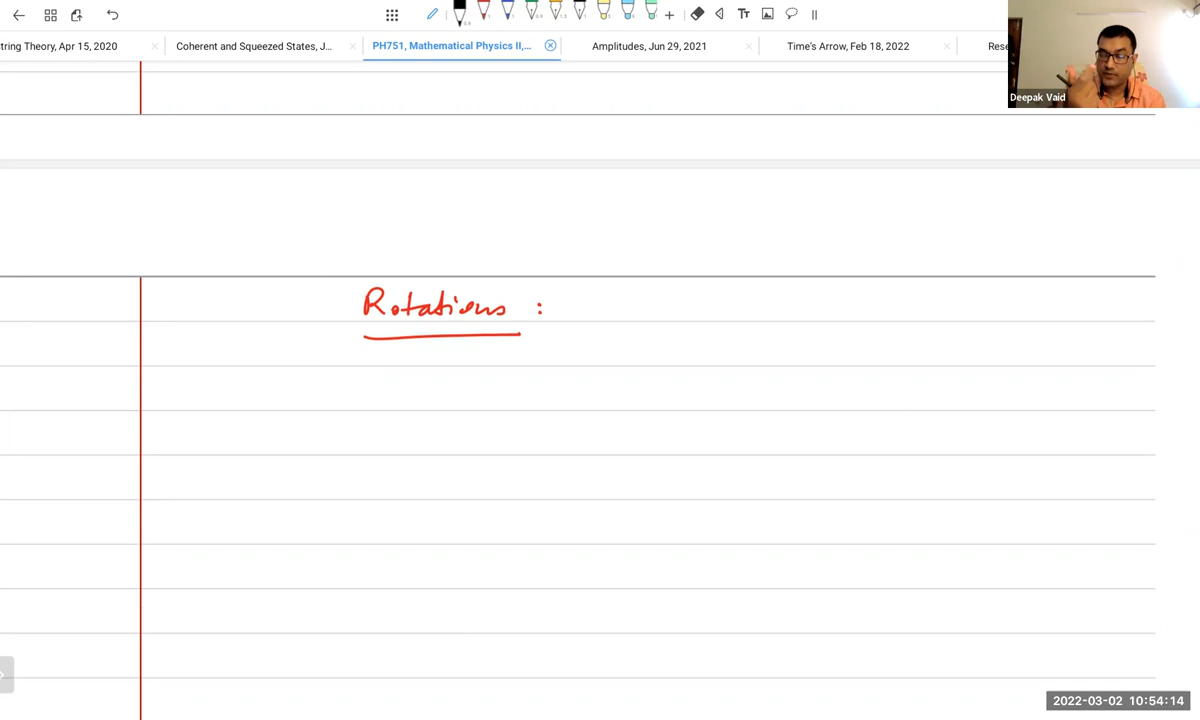 tring Theory, Apr 15, 2020
Coherent and Squeezed States, J...
PH751, Mathematical Physics II,...
Amplitudes, Jun 29, 2021
Time's Arrow, Feb 18, 2022
Rese
Deepak Vaid
Rotations :
2022-03-02 10:54:14